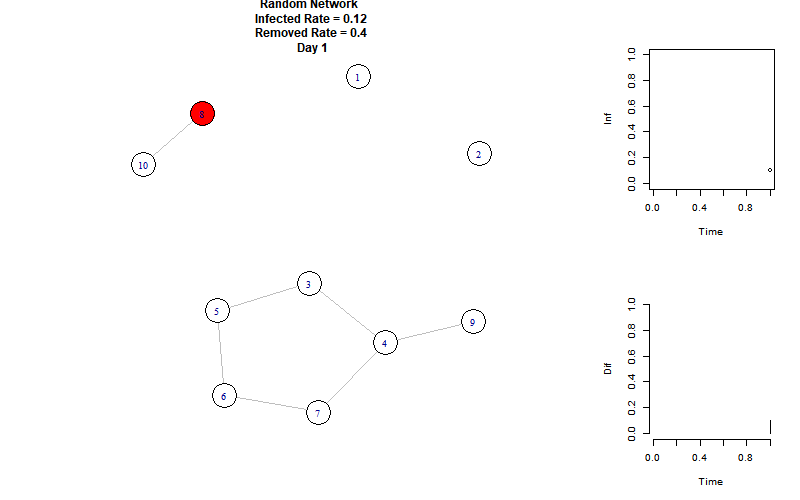 Random Network
Infected Rate = 0.12
Removed Rate = 0.4
Day 1
1
8
10
2
3
5
9
4
6
7
Inf
0.0 0.2 0.4 0.6 0.8 1.0
0.0 0.4 0.8
Time
Dif
0.0 0.2 0.4 0.6 0.8 1.0
0.0 0.4 0.8
Time